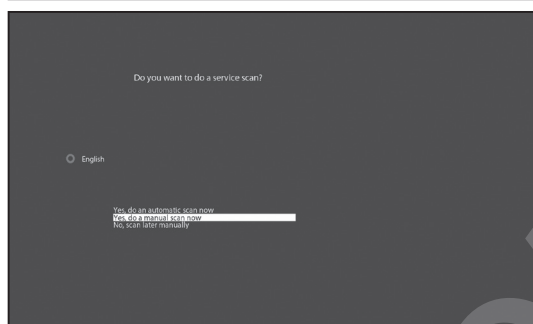 Do you want to do a service scan?
English
Yes, do an automatic scan now
Yes, do a manual scan now
No, scan later manually